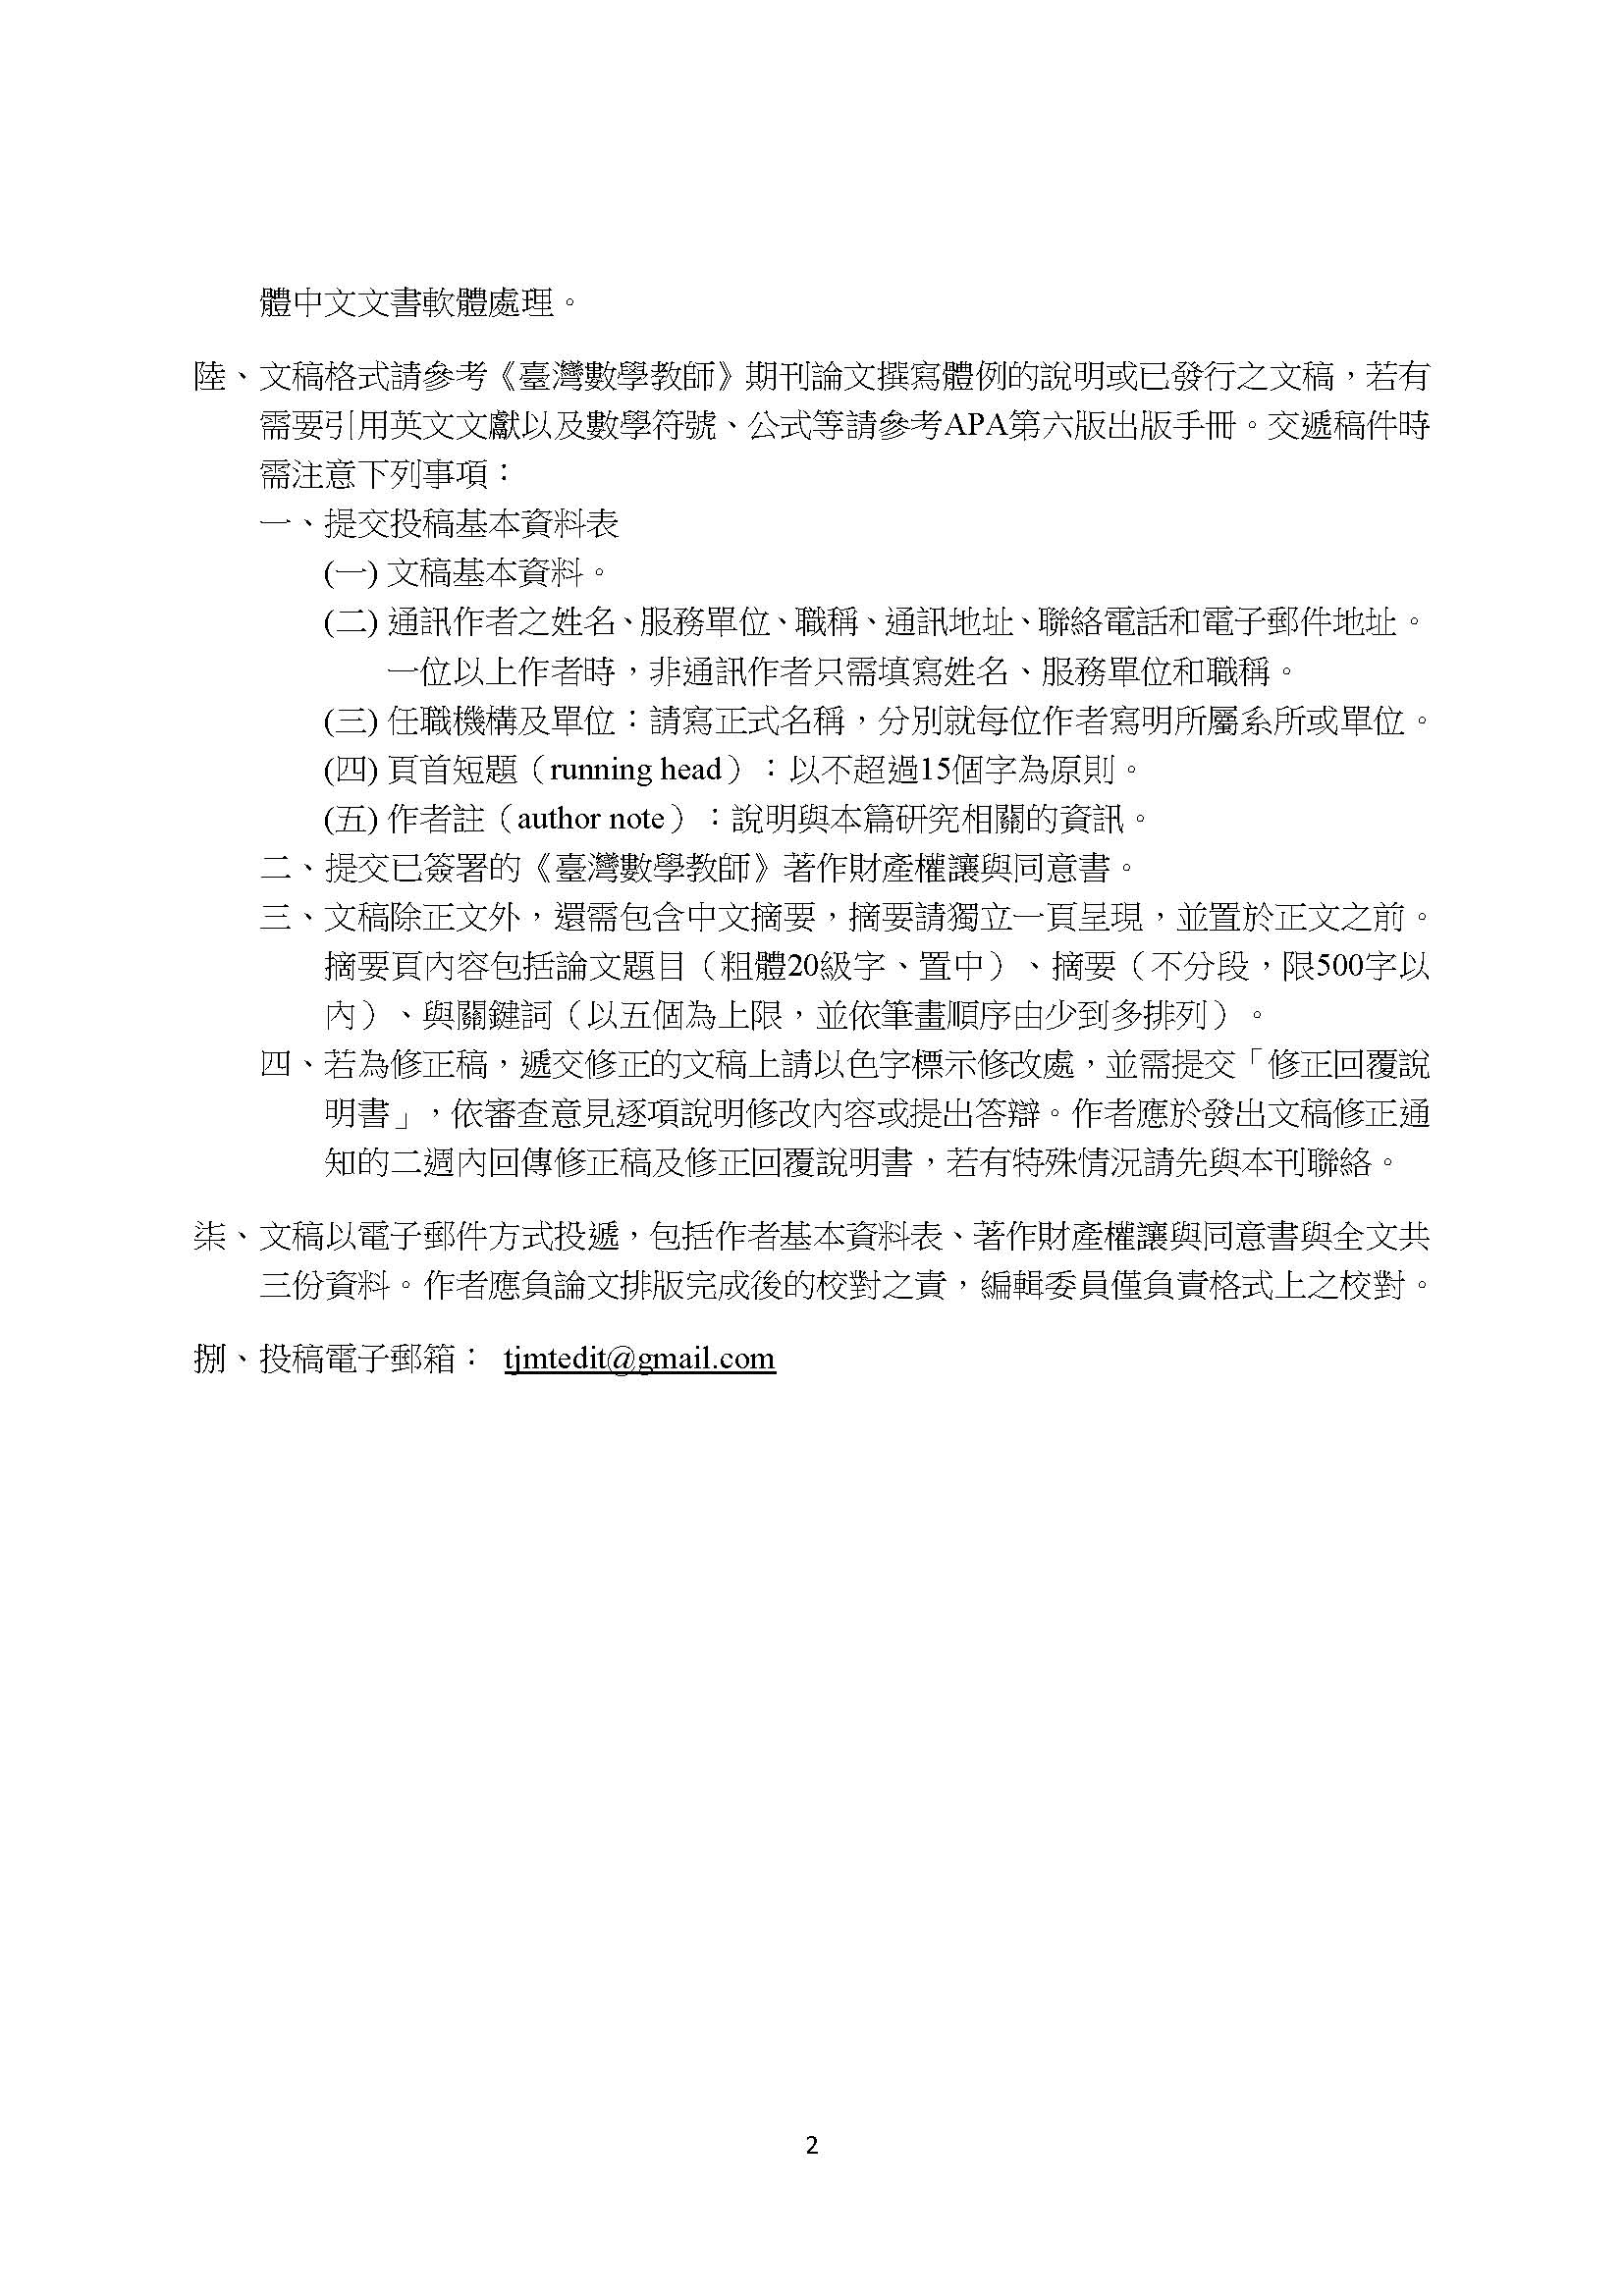 體中文文書軟體處理。
陸、文稿格式請參考《臺灣數學教師》期刊論文撰寫體例的說明或已發行之文稿，若有
需要引用英文文獻以及數學符號、公式等請參考APA第六版出版手冊。交遞稿件時
需注意下列事項：
一、提交投稿基本資料表
(一) 文稿基本資料。
(二) 通訊作者之姓名、服務單位、職稱、通訊地址、聯絡電話和電子郵件地址。
一位以上作者時，非通訊作者只需填寫姓名、服務單位和職稱。
(三) 任職機構及單位：請寫正式名稱，分別就每位作者寫明所屬系所或單位。
(四) 頁首短題（running head）：以不超過15個字為原則。
(五) 作者註（author note）：說明與本篇研究相關的資訊。
二、提交已簽署的《臺灣數學教師》著作財產權讓與同意書。
三、文稿除正文外，還需包含中文摘要，摘要請獨立一頁呈現，並置於正文之前。
摘要頁內容包括論文題目（粗體20級字、置中）、摘要（不分段，限500字以
內）、與關鍵詞（以五個為上限，並依筆畫順序由少到多排列）。
四、若為修正稿，遞交修正的文稿上請以色字標示修改處，並需提交「修正回覆說
明書」，依審查意見逐項說明修改內容或提出答辯。作者應於發出文稿修正通
知的二週內回傳修正稿及修正回覆說明書，若有特殊情況請先與本刊聯絡。
柒、文稿以電子郵件方式投遞，包括作者基本資料表、著作財產權讓與同意書與全文共
三份資料。作者應負論文排版完成後的校對之責，編輯委員僅負責格式上之校對。
捌、投稿電子郵箱： tjmtedit@gmail.com
2